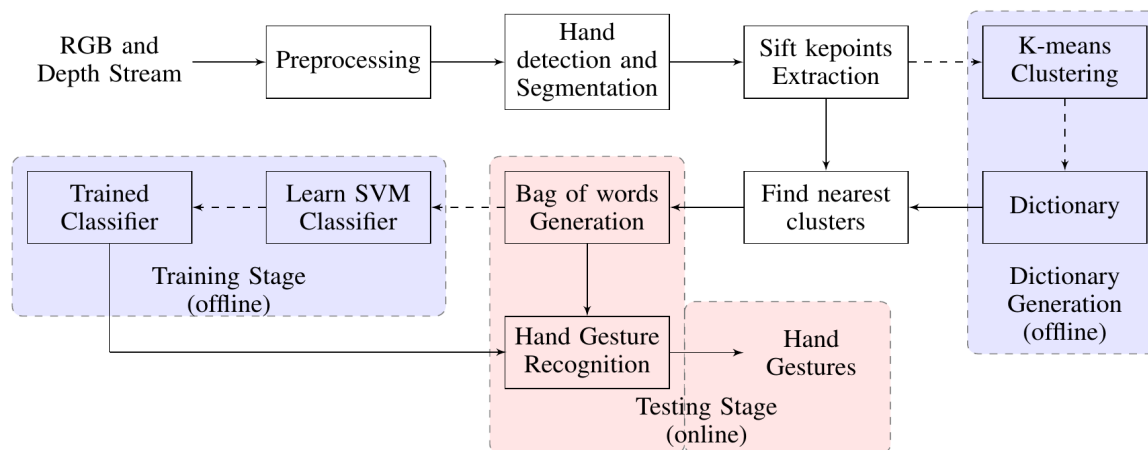 RGB and
Depth Stream
Preprocessing
Hand
detection and
Segmentation
Sift kepoints
Extraction
K-means
Clustering
Trained
Classifier
Learn SVM
Classifier
Bag of words
Generation
Find nearest
clusters
Dictionary
Training Stage
(offline)
Dictionary
Generation
(offline)
Hand Gesture
Recognition
Hand
Gestures
Testing Stage
(online)